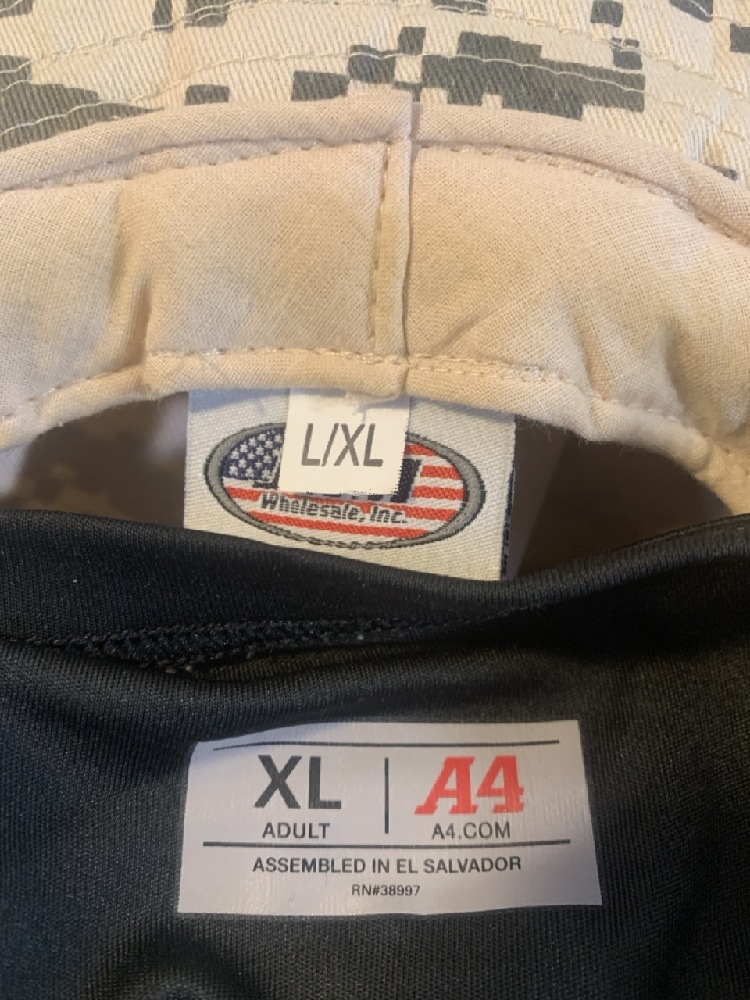 L/XL
Wholesale, Inc.
XL
A4
ADULT
A4.COM
ASSEMBLED IN EL SALVADOR
RN#38997